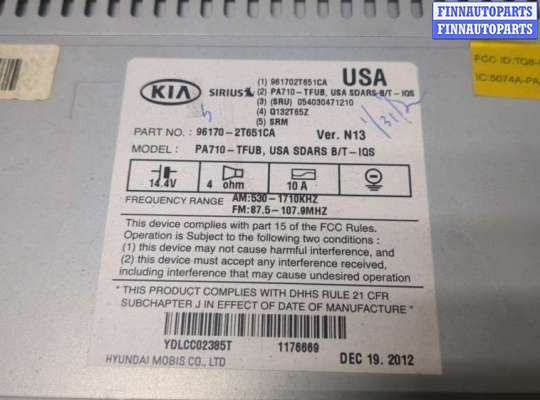 FINNAUTOPARTS
FINNAUTOPARTS
FINNAUTOPARTS
FCC ID:TQ8-
IC:5074A-PA
KIA SIRIUS
(1) 961702T651CA USA
(2) PA710-TFUB, USA SDARS B/T-IQS
(3) (SRU) 054030471210
(4) Q132T65Z
(5) SRM
PART NO. : 96170-2T651CA Ver. N13
MODEL : PA710-TFUB, USA SDARS B/T-IQS
14.4V 4 ohm 10 A
FREQUENCY RANGE AM:530-1710KHZ
FM:87.5-107.9MHZ
This device complies with part 15 of the FCC Rules.
Operation is Subject to the following two conditions :
(1) this device may not cause harmful interference, and
(2) this device must accept any interference received,
including interference that may cause undesired operation
" THIS PRODUCT COMPLIES WITH DHHS RULE 21 CFR
SUBCHAPTER J IN EFFECT OF DATE OF MANUFACTURE "
YDLCC02385T 1176669
HYUNDAI MOBIS CO., LTD DEC 19. 2012